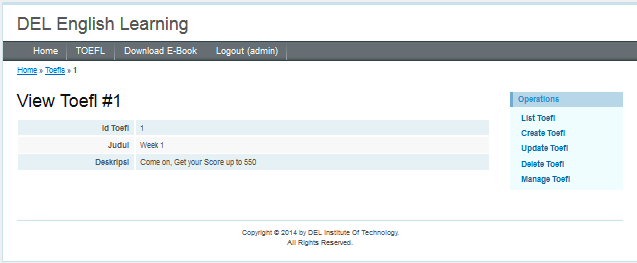 DEL English Learning
Home TOEFL Download E-Book Logout (admin)
Home » Toefls » 1
View Toefl #1
Id Toefl 1
Judul Week 1
Deskripsi Come on, Get your Score up to 550
Operations
List Toefl
Create Toefl
Update Toefl
Delete Toefl
Manage Toefl
Copyright © 2014 by DEL Institute Of Technology.
All Rights Reserved.